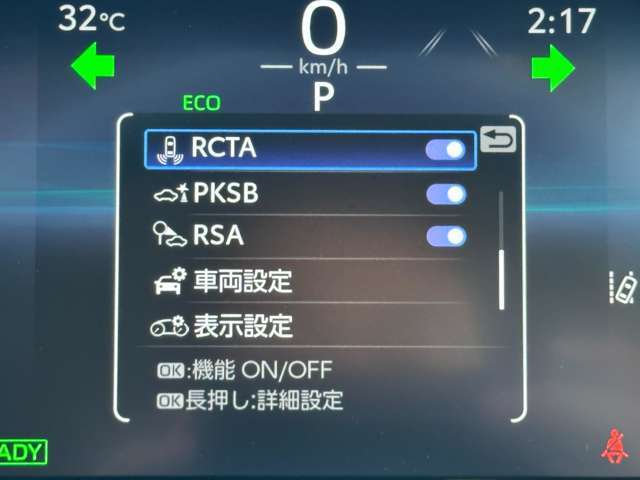 32℃
0
2:17
km/h
P
ECO
RCTA
PKSB
RSA
車両設定
表示設定
OK:機能 ON/OFF
OK長押し:詳細設定
ADY